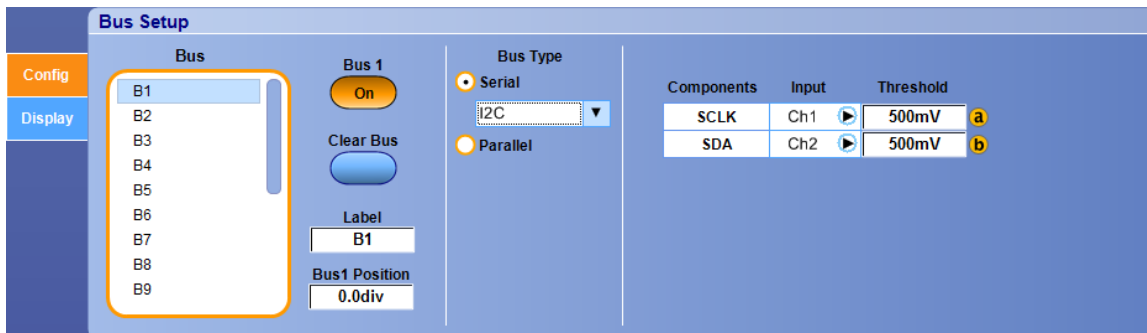 Bus Setup
Config
Display
Bus
B1
B2
B3
B4
B5
B6
B7
B8
B9
Bus 1
On
Clear Bus
Label
B1
Bus1 Position
0.0div
Bus Type
Serial
I2C
Parallel
Components Input Threshold
SCLK Ch1 500mV a
SDA Ch2 500mV b